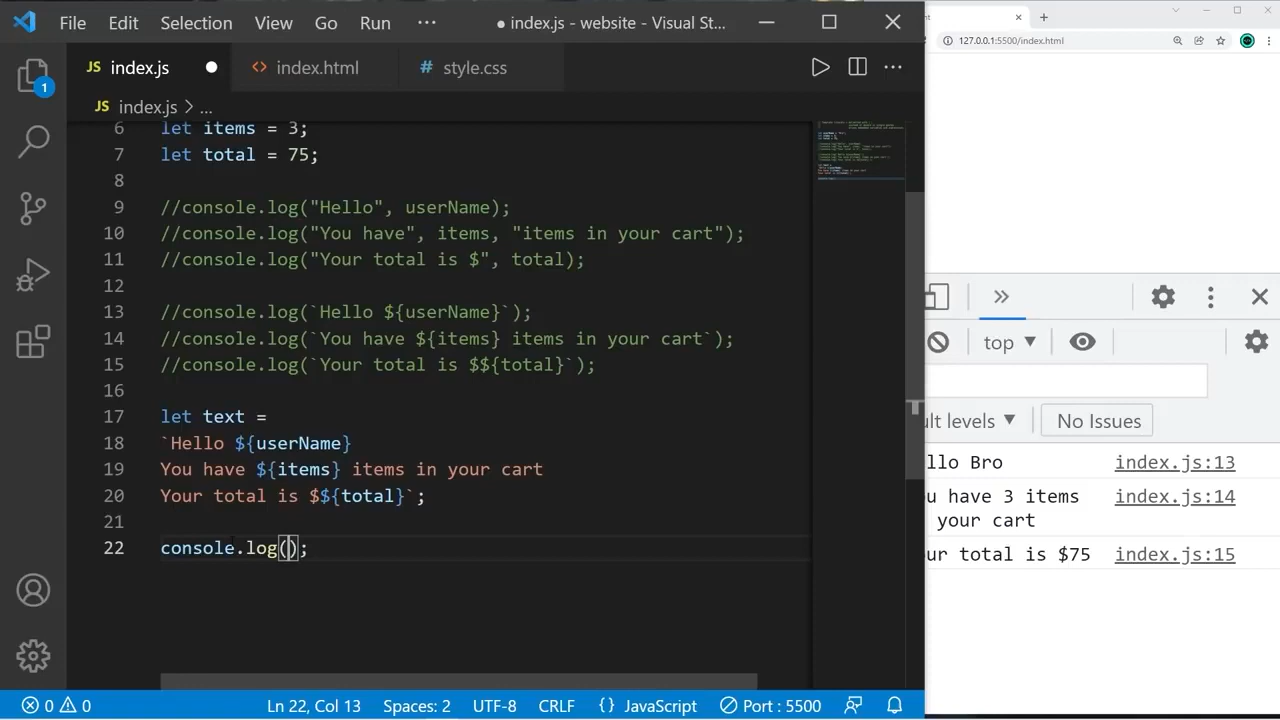 File Edit Selection View Go Run ··· ● index.js - website - Visual St...
JS index.js ● <> index.html # style.css
JS index.js > ...
127.0.0.1:5500/index.html
6 let items = 3;
7 let total = 75;
8
9 //console.log("Hello", userName);
10 //console.log("You have", items, "items in your cart");
11 //console.log("Your total is $", total);
12
13 //console.log(`Hello ${userName}`);
14 //console.log(`You have ${items} items in your cart`);
15 //console.log(`Your total is $${total}`);
16
17 let text =
18 `Hello ${userName}
19 You have ${items} items in your cart
20 Your total is $${total}`;
21
22 console.log();
1
top ▼
ult levels ▼ No Issues
llo Bro index.js:13
u have 3 items index.js:14
your cart
ur total is $75 index.js:15
0 0 Ln 22, Col 13 Spaces: 2 UTF-8 CRLF {} JavaScript Port : 5500